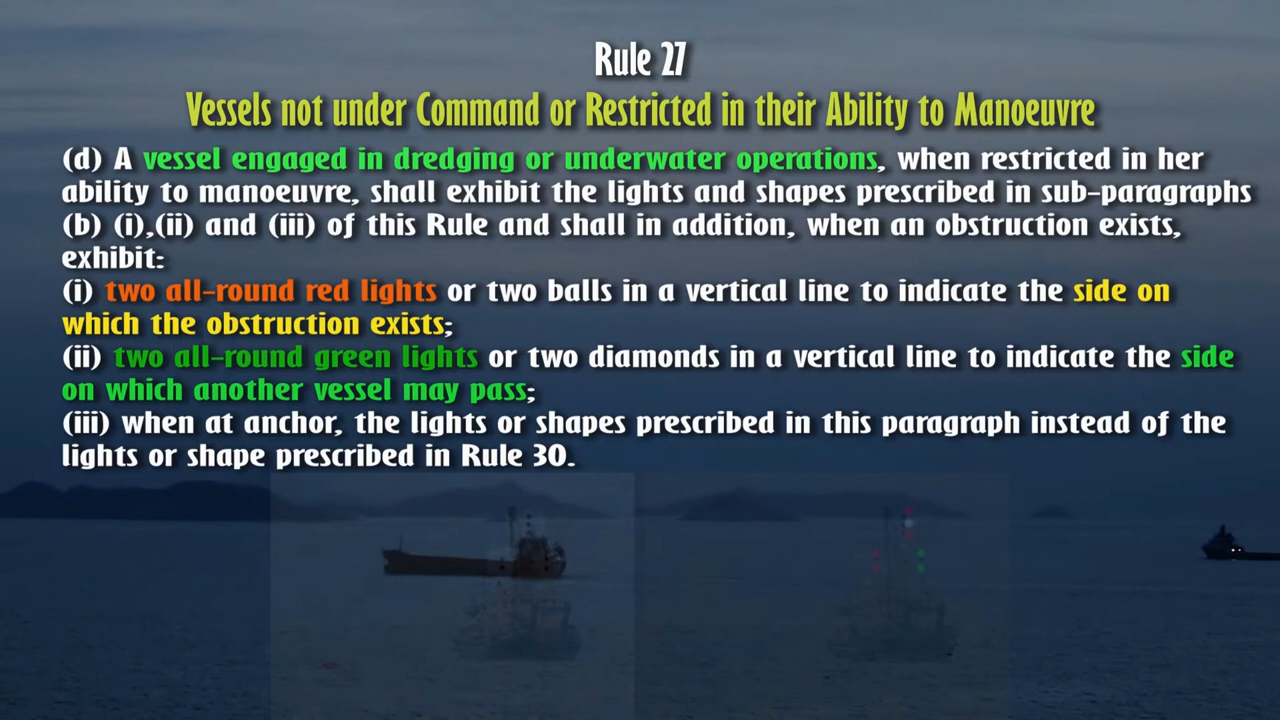 Rule 27
Vessels not under Command or Restricted in their Ability to Manoeuvre
(d) A vessel engaged in dredging or underwater operations, when restricted in her
ability to manoeuvre, shall exhibit the lights and shapes prescribed in sub-paragraphs
(b) (i),(ii) and (iii) of this Rule and shall in addition, when an obstruction exists,
exhibit:
(i) two all-round red lights or two balls in a vertical line to indicate the side on
which the obstruction exists;
(ii) two all-round green lights or two diamonds in a vertical line to indicate the side
on which another vessel may pass;
(iii) when at anchor, the lights or shapes prescribed in this paragraph instead of the
lights or shape prescribed in Rule 30.